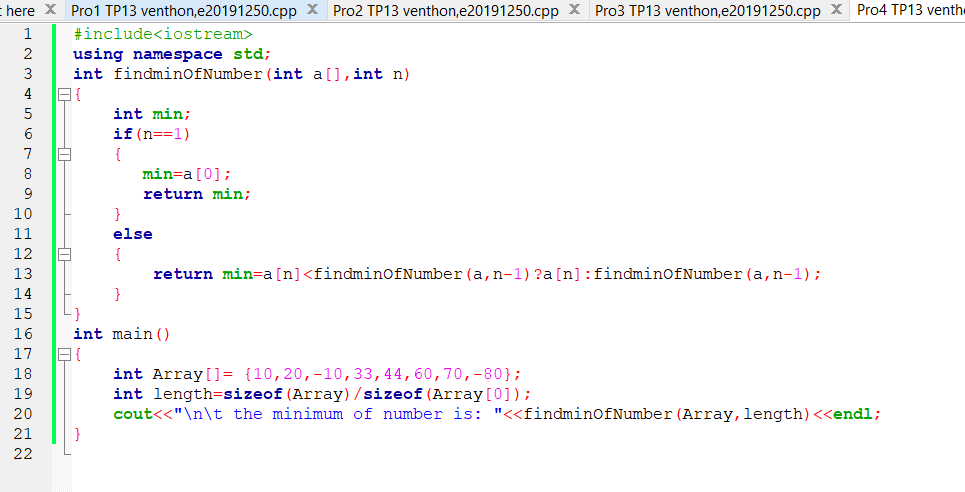 t here Pro1 TP13 venthon,e20191250.cpp Pro2 TP13 venthon,e20191250.cpp Pro3 TP13 venthon,e20191250.cpp Pro4 TP13 venth
1 #include<iostream>
2 using namespace std;
3 int findminOfNumber(int a[],int n)
4 {
5 int min;
6 if(n==1)
7 {
8 min=a[0];
9 return min;
10 }
11 else
12 {
13 return min=a[n]<findminOfNumber(a,n-1)?a[n]:findminOfNumber(a,n-1);
14 }
15 }
16 int main()
17 {
18 int Array[]= {10,20,-10,33,44,60,70,-80};
19 int length=sizeof(Array)/sizeof(Array[0]);
20 cout<<"\n\t the minimum of number is: "<<findminOfNumber(Array,length)<<endl;
21 }
22